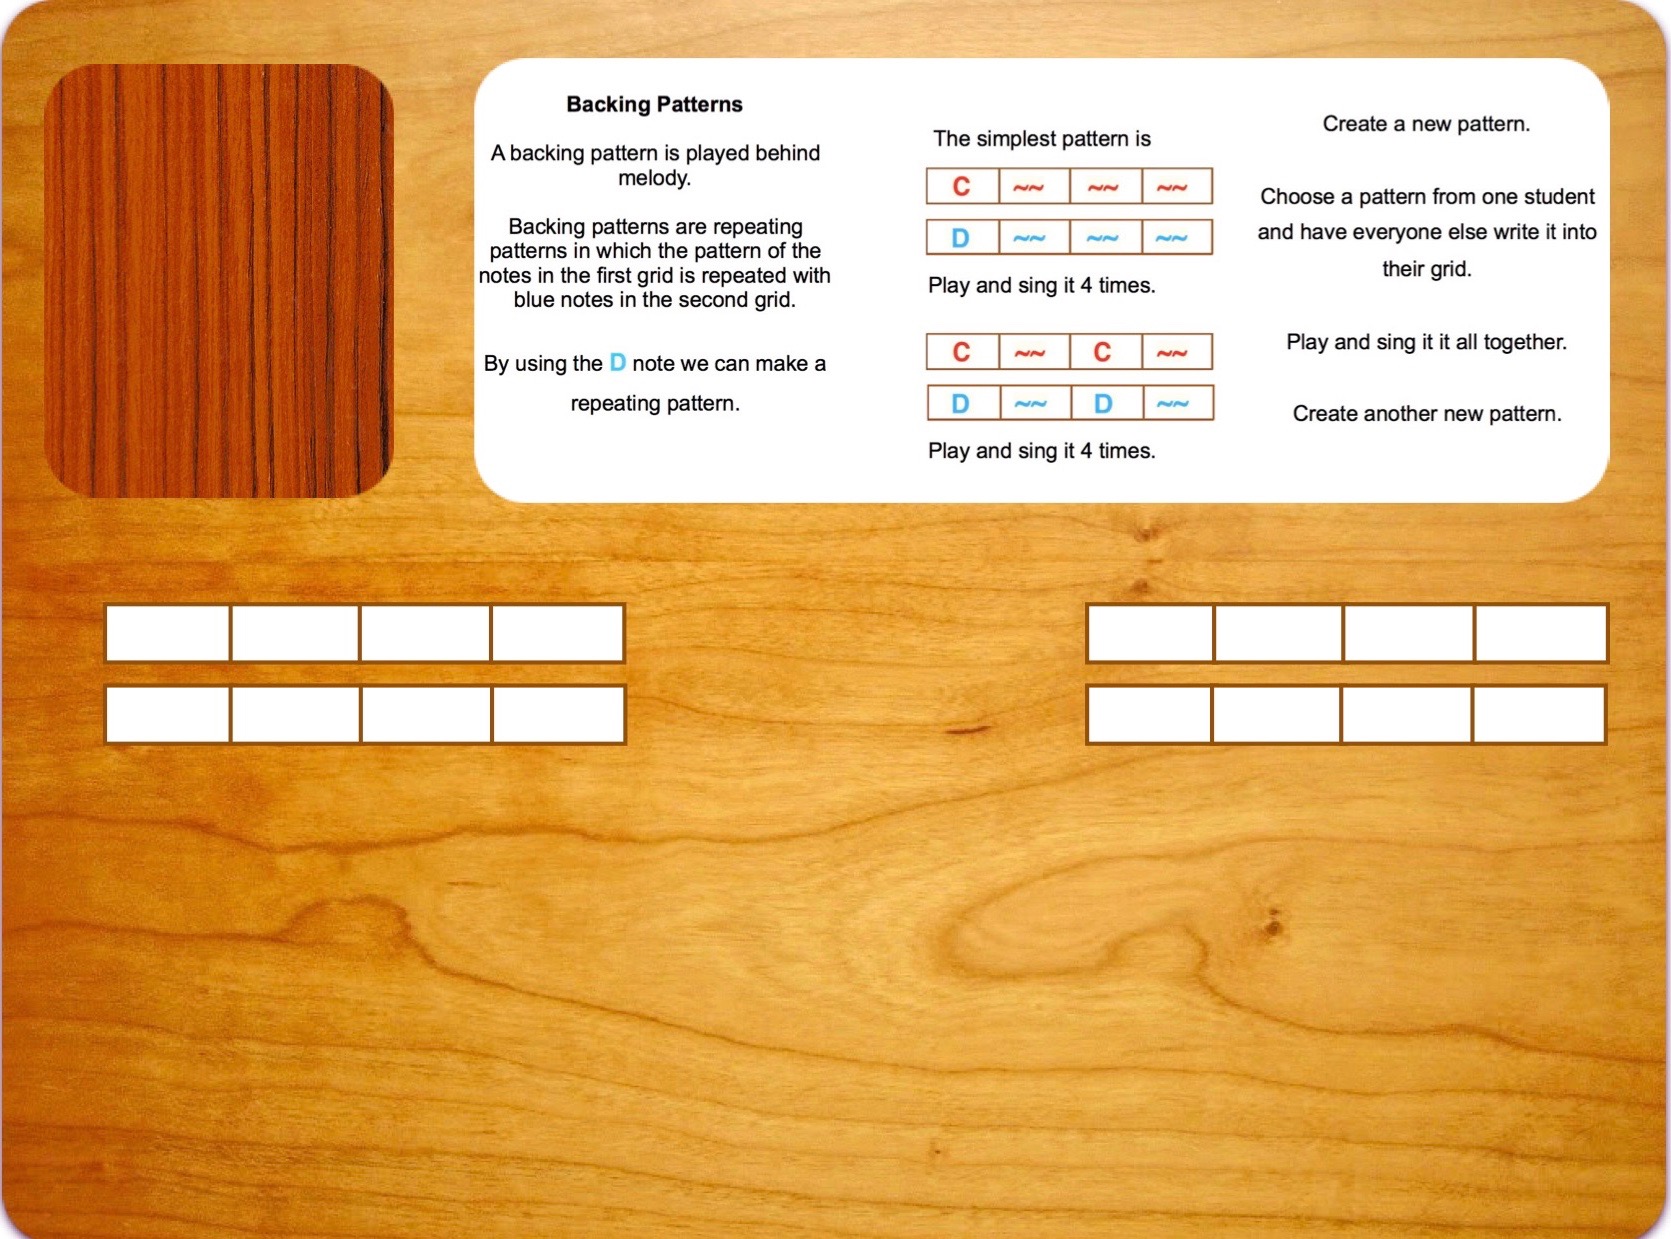 Backing Patterns
A backing pattern is played behind
melody.
Backing patterns are repeating
patterns in which the pattern of the
notes in the first grid is repeated with
blue notes in the second grid.
By using the D note we can make a
repeating pattern.
The simplest pattern is
C ~~ ~~ ~~
D ~~ ~~ ~~
Play and sing it 4 times.
C ~~ C ~~
D ~~ D ~~
Play and sing it 4 times.
Create a new pattern.
Choose a pattern from one student
and have everyone else write it into
their grid.
Play and sing it it all together.
Create another new pattern.